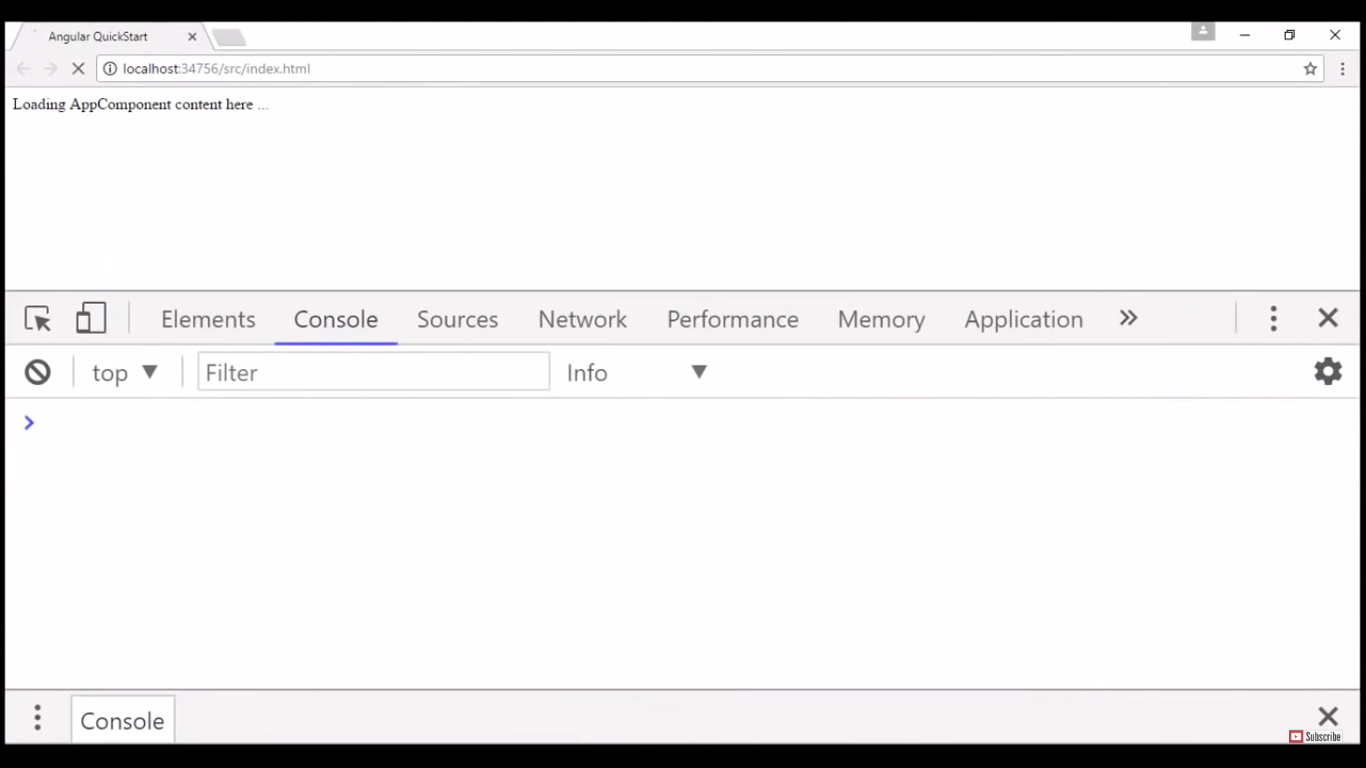 Angular QuickStart
localhost:34756/src/index.html
Loading AppComponent content here ...
Elements Console Sources Network Performance Memory Application
top Filter Info
Console
Subscribe